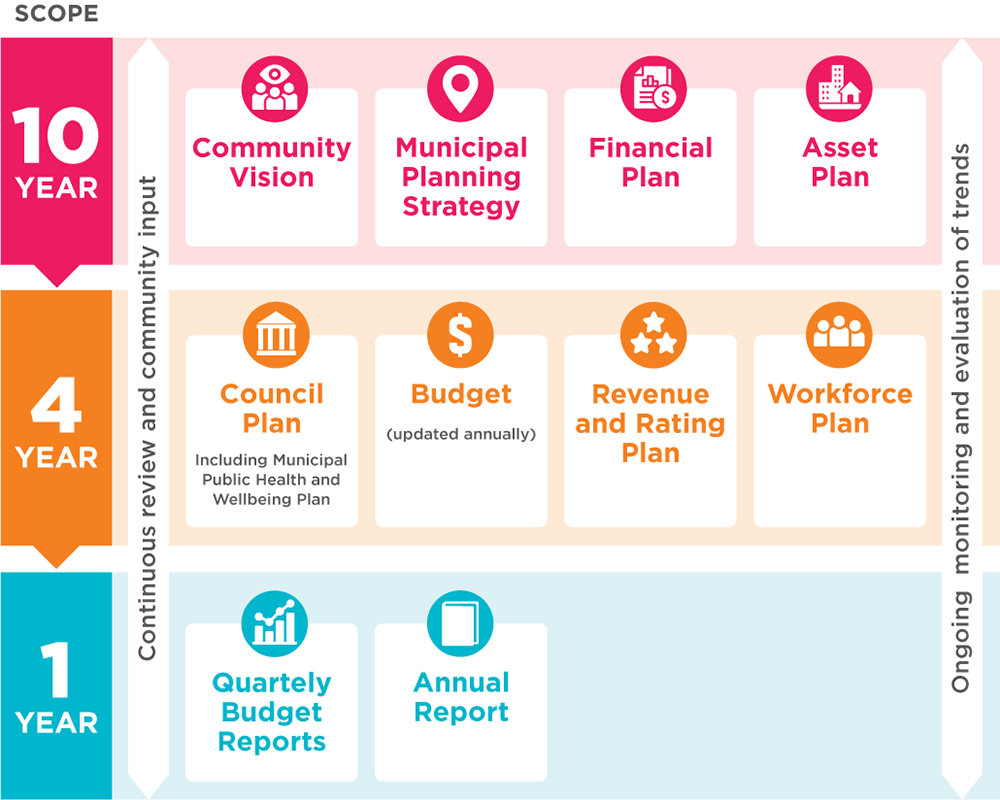 SCOPE
10
YEAR
Continuous review and community input
Community
Vision
Municipal
Planning
Strategy
Financial
Plan
Asset
Plan
Ongoing monitoring and evaluation of trends
4
YEAR
Council
Plan
Including Municipal
Public Health and
Wellbeing Plan
Budget
(updated annually)
Revenue
and Rating
Plan
Workforce
Plan
1
YEAR
Quartely
Budget
Reports
Annual
Report